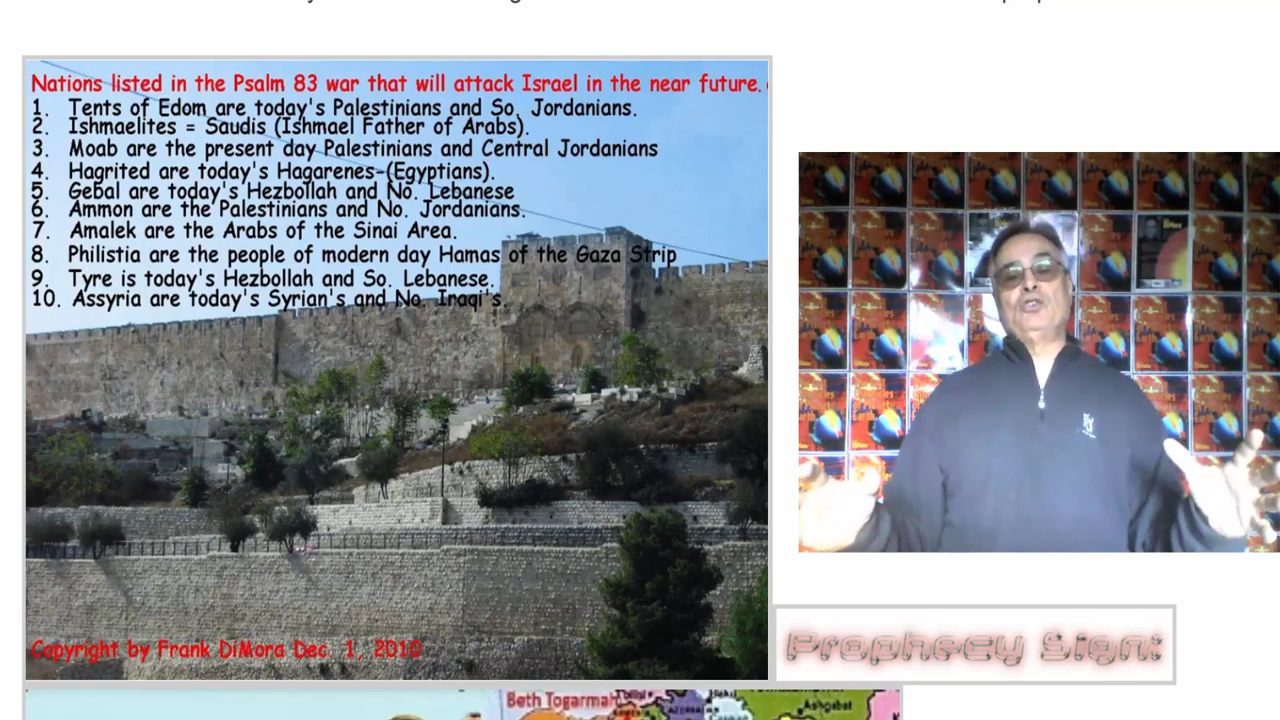 Nations listed in the Psalm 83 war that will attack Israel in the near future.
1. Tents of Edom are today's Palestinians and So. Jordanians.
2. Ishmaelites = Saudis (Ishmael Father of Arabs).
3. Moab are the present day Palestinians and Central Jordanians
4. Hagrited are today's Hagarenes-(Egyptians).
5. Gebal are today's Hezbollah and No. Lebanese
6. Ammon are the Palestinians and No. Jordanians.
7. Amalek are the Arabs of the Sinai Area.
8. Philistia are the people of modern day Hamas of the Gaza Strip
9. Tyre is today's Hezbollah and So. Lebanese.
10. Assyria are today's Syrian's and No. Iraqi's.
Copyright by Frank DiMora Dec 1, 2010
Prophecy Sign:
Beth Togarmah
Ashgabat